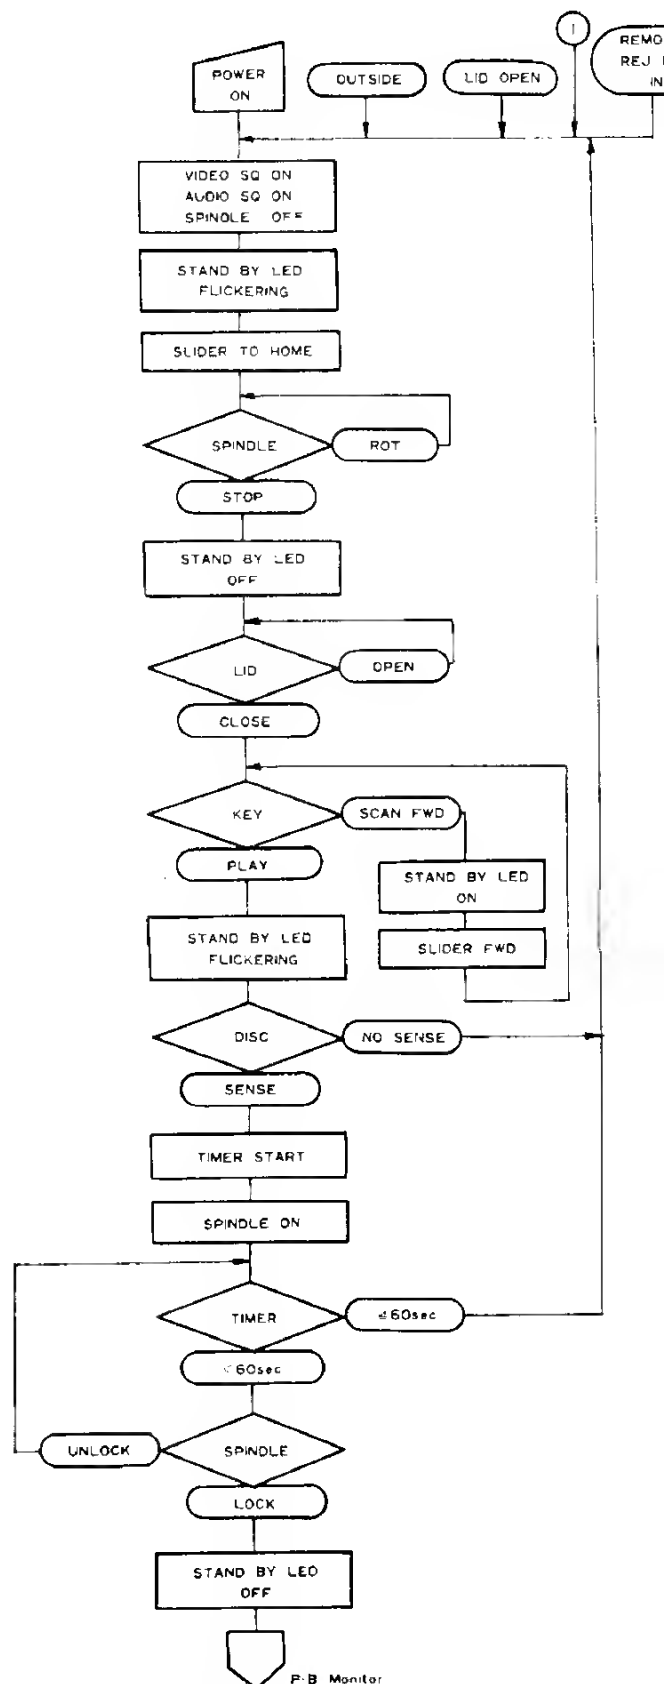 1
POWER
ON
OUTSIDE
LID OPEN
REMO
REJ
IN
VIDEO SQ ON
AUDIO SQ ON
SPINDLE OFF
STAND BY LED
FLICKERING
SLIDER TO HOME
SPINDLE
ROT
STOP
STAND BY LED
OFF
LID
OPEN
CLOSE
KEY
SCAN FWD
PLAY
STAND BY LED
ON
STAND BY LED
FLICKERING
SLIDER FWD
DISC
NO SENSE
SENSE
TIMER START
SPINDLE ON
TIMER
≤60sec
<60sec
UNLOCK
SPINDLE
LOCK
STAND BY LED
OFF
P-B Monitor